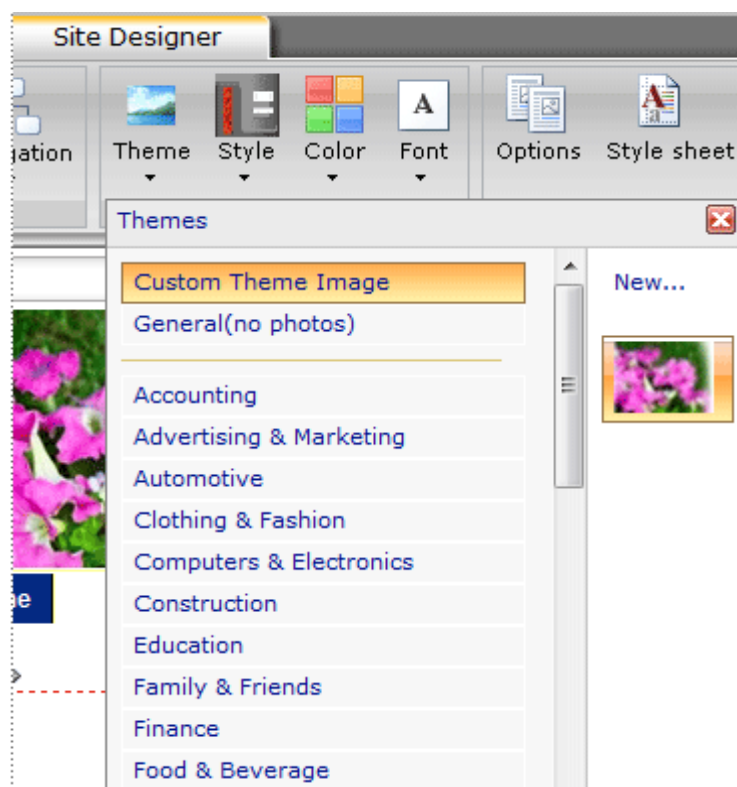 Site Designer
gation
Theme
Style
Color
Font
Options
Style sheet
Themes
Custom Theme Image
General(no photos)
New...
Accounting
Advertising & Marketing
Automotive
Clothing & Fashion
Computers & Electronics
Construction
Education
Family & Friends
Finance
Food & Beverage